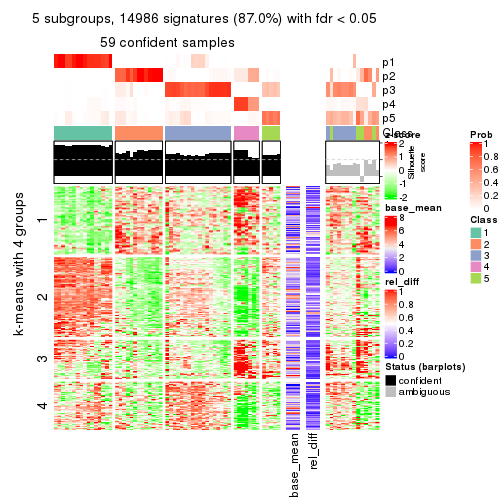 5 subgroups, 14986 signatures (87.0%) with fdr < 0.05
59 confident samples
p1
p2
p3
p4
p5
Class
k-means with 4 groups
1
2
3
4
base_mean
rel_diff
Silhouette
score
z-score
2
1
0
-1
-2
base_mean
8
6
4
2
0
rel_diff
1
0.8
0.6
0.4
0.2
0
Status (barplots)
confident
ambiguous
Prob
1
0.8
0.6
0.4
0.2
0
Class
1
2
3
4
5